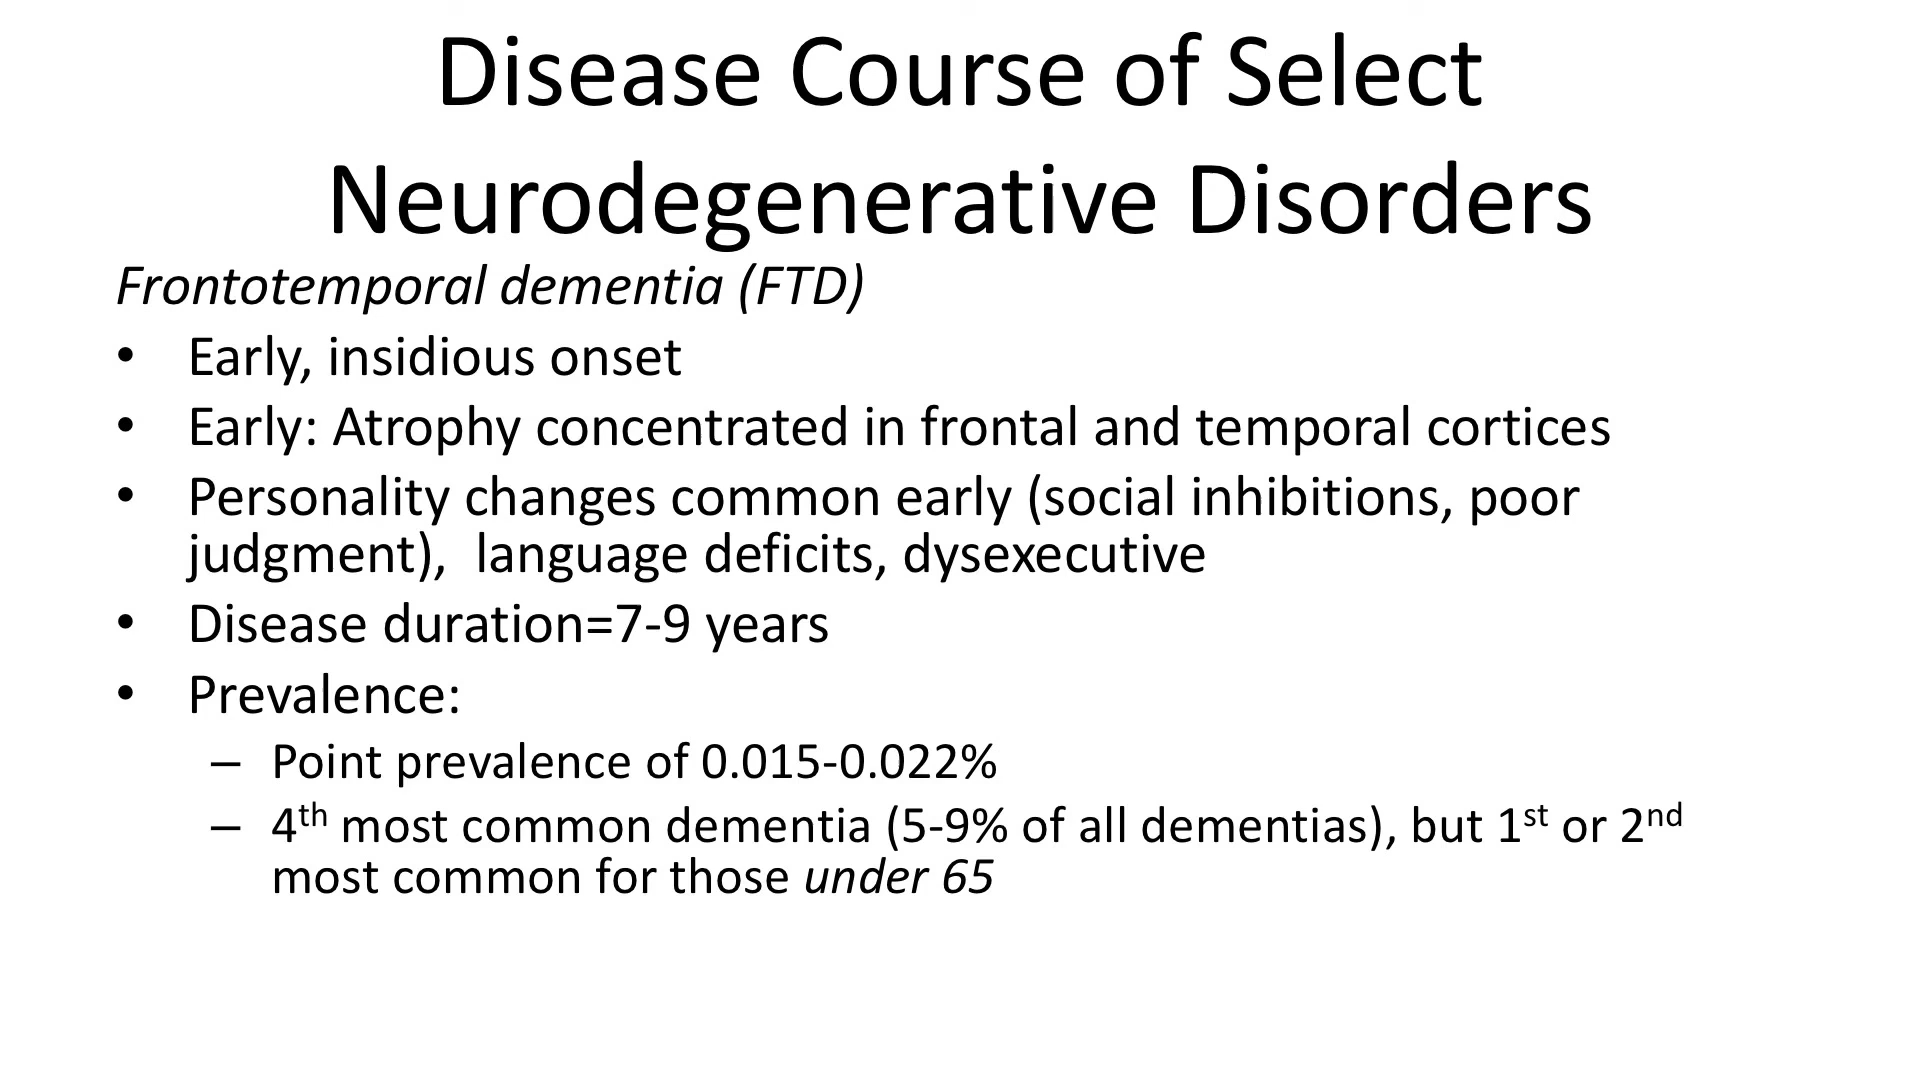 Disease Course of Select
Neurodegenerative Disorders
Frontotemporal dementia (FTD)
• Early, insidious onset
• Early: Atrophy concentrated in frontal and temporal cortices
• Personality changes common early (social inhibitions, poor
judgment),  language deficits, dysexecutive
• Disease duration=7-9 years
• Prevalence:
– Point prevalence of 0.015-0.022%
– 4th most common dementia (5-9% of all dementias), but 1st or 2nd
most common for those under 65